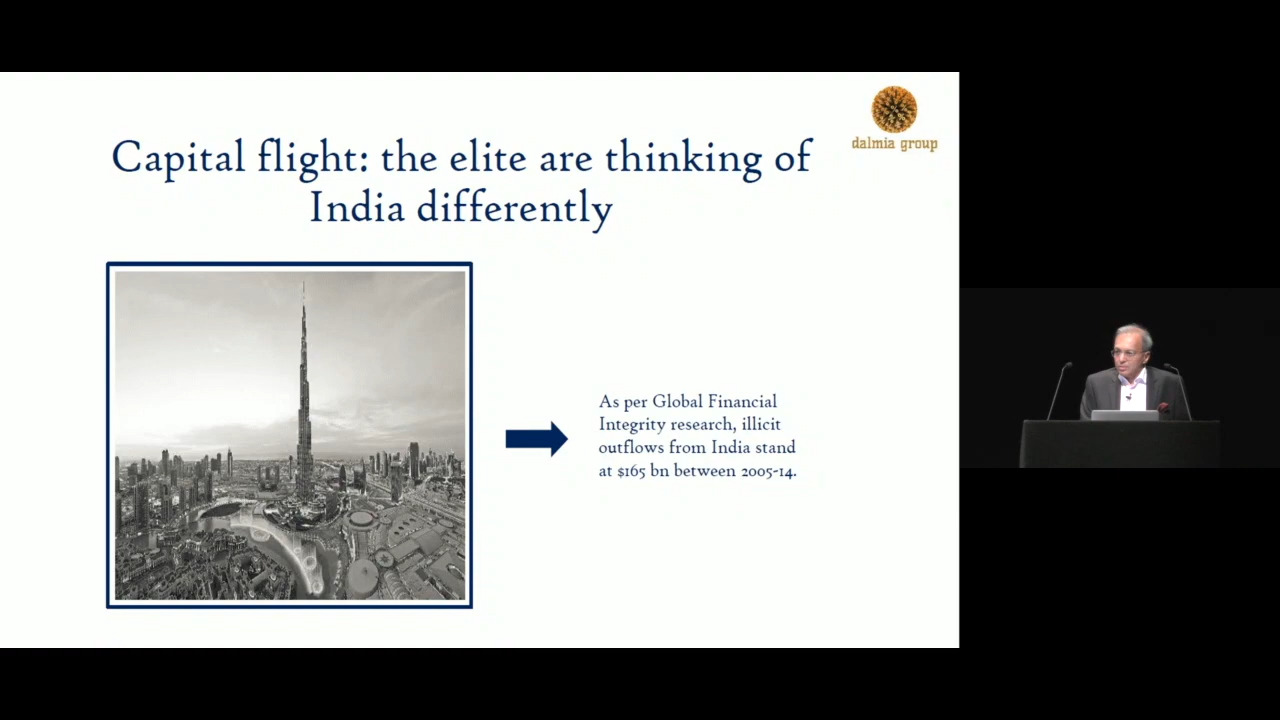 dalmia group
Capital flight: the elite are thinking of
India differently
As per Global Financial
Integrity research, illicit
outflows from India stand
at $165 bn between 2005-14.